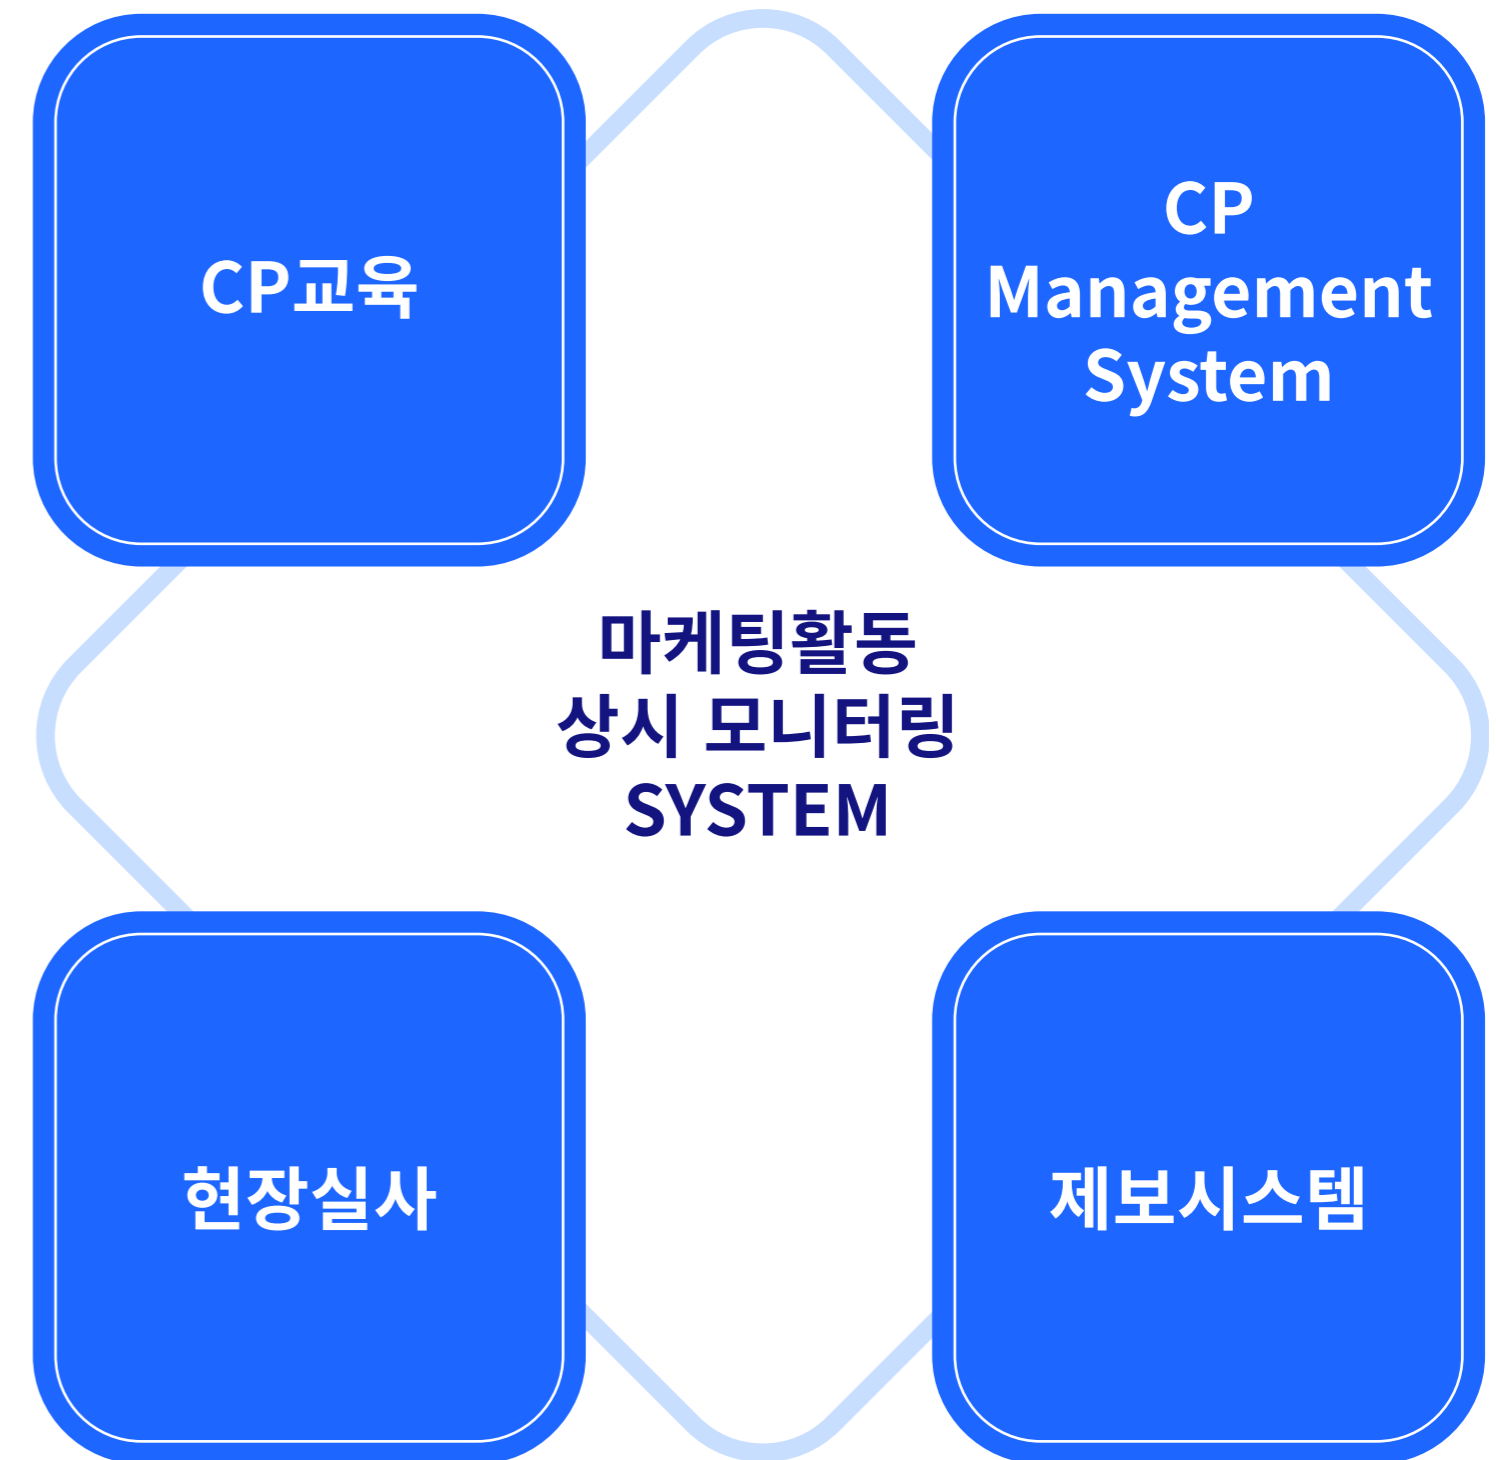 CP교육
CP
Management
System
마케팅활동
상시 모니터링
SYSTEM
현장실사
제보시스템